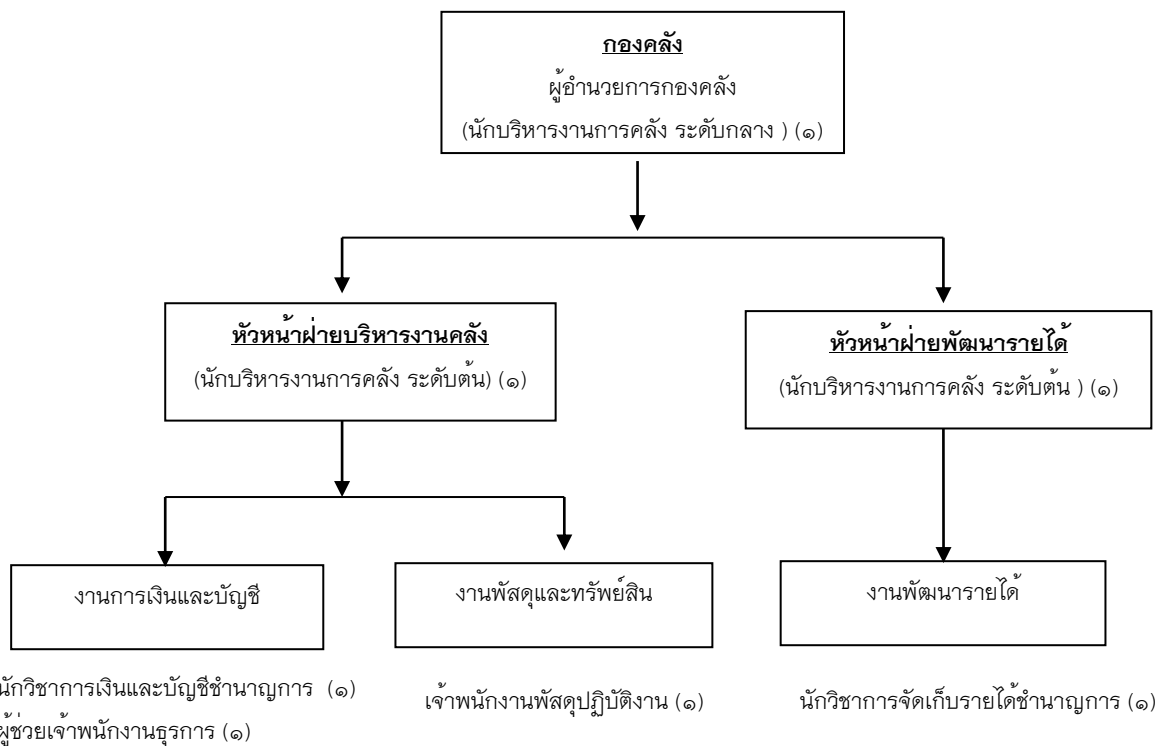 กองคลัง
ผู้อำนวยการกองคลัง
(นักบริหารงานการคลัง ระดับกลาง ) (๑)
หัวหน้าฝ่ายบริหารงานคลัง
(นักบริหารงานการคลัง ระดับต้น) (๑)
หัวหน้าฝ่ายพัฒนารายได้
(นักบริหารงานการคลัง ระดับต้น ) (๑)
งานการเงินและบัญชี
งานพัสดุและทรัพย์สิน
งานพัฒนารายได้
นักวิชาการเงินและบัญชีชำนาญการ (๑)
ผู้ช่วยเจ้าพนักงานธุรการ (๑)
เจ้าพนักงานพัสดุปฏิบัติงาน (๑)
นักวิชาการจัดเก็บรายได้ชำนาญการ (๑)